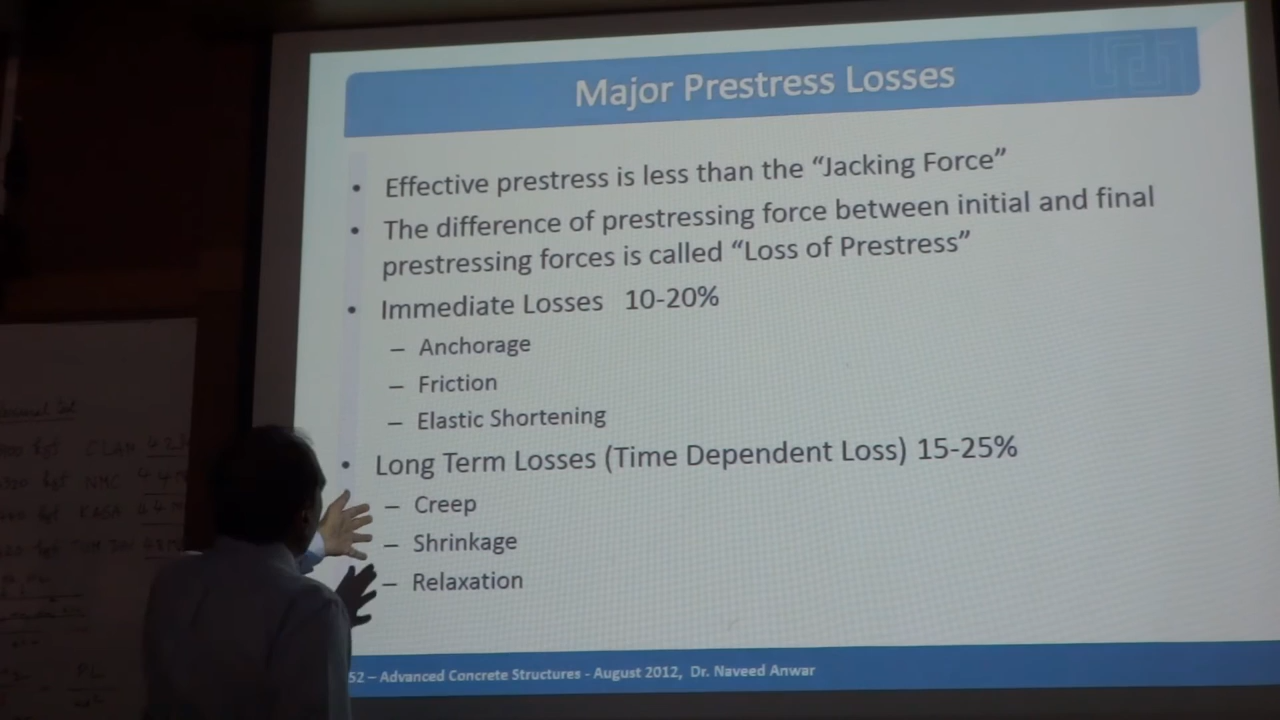 Major Prestress Losses
• Effective prestress is less than the “Jacking Force”
• The difference of prestressing force between initial and final
prestressing forces is called “Loss of Prestress”
• Immediate Losses 10-20%
– Anchorage
– Friction
– Elastic Shortening
• Long Term Losses (Time Dependent Loss) 15-25%
– Creep
– Shrinkage
– Relaxation
52 – Advanced Concrete Structures - August 2012, Dr. Naveed Anwar